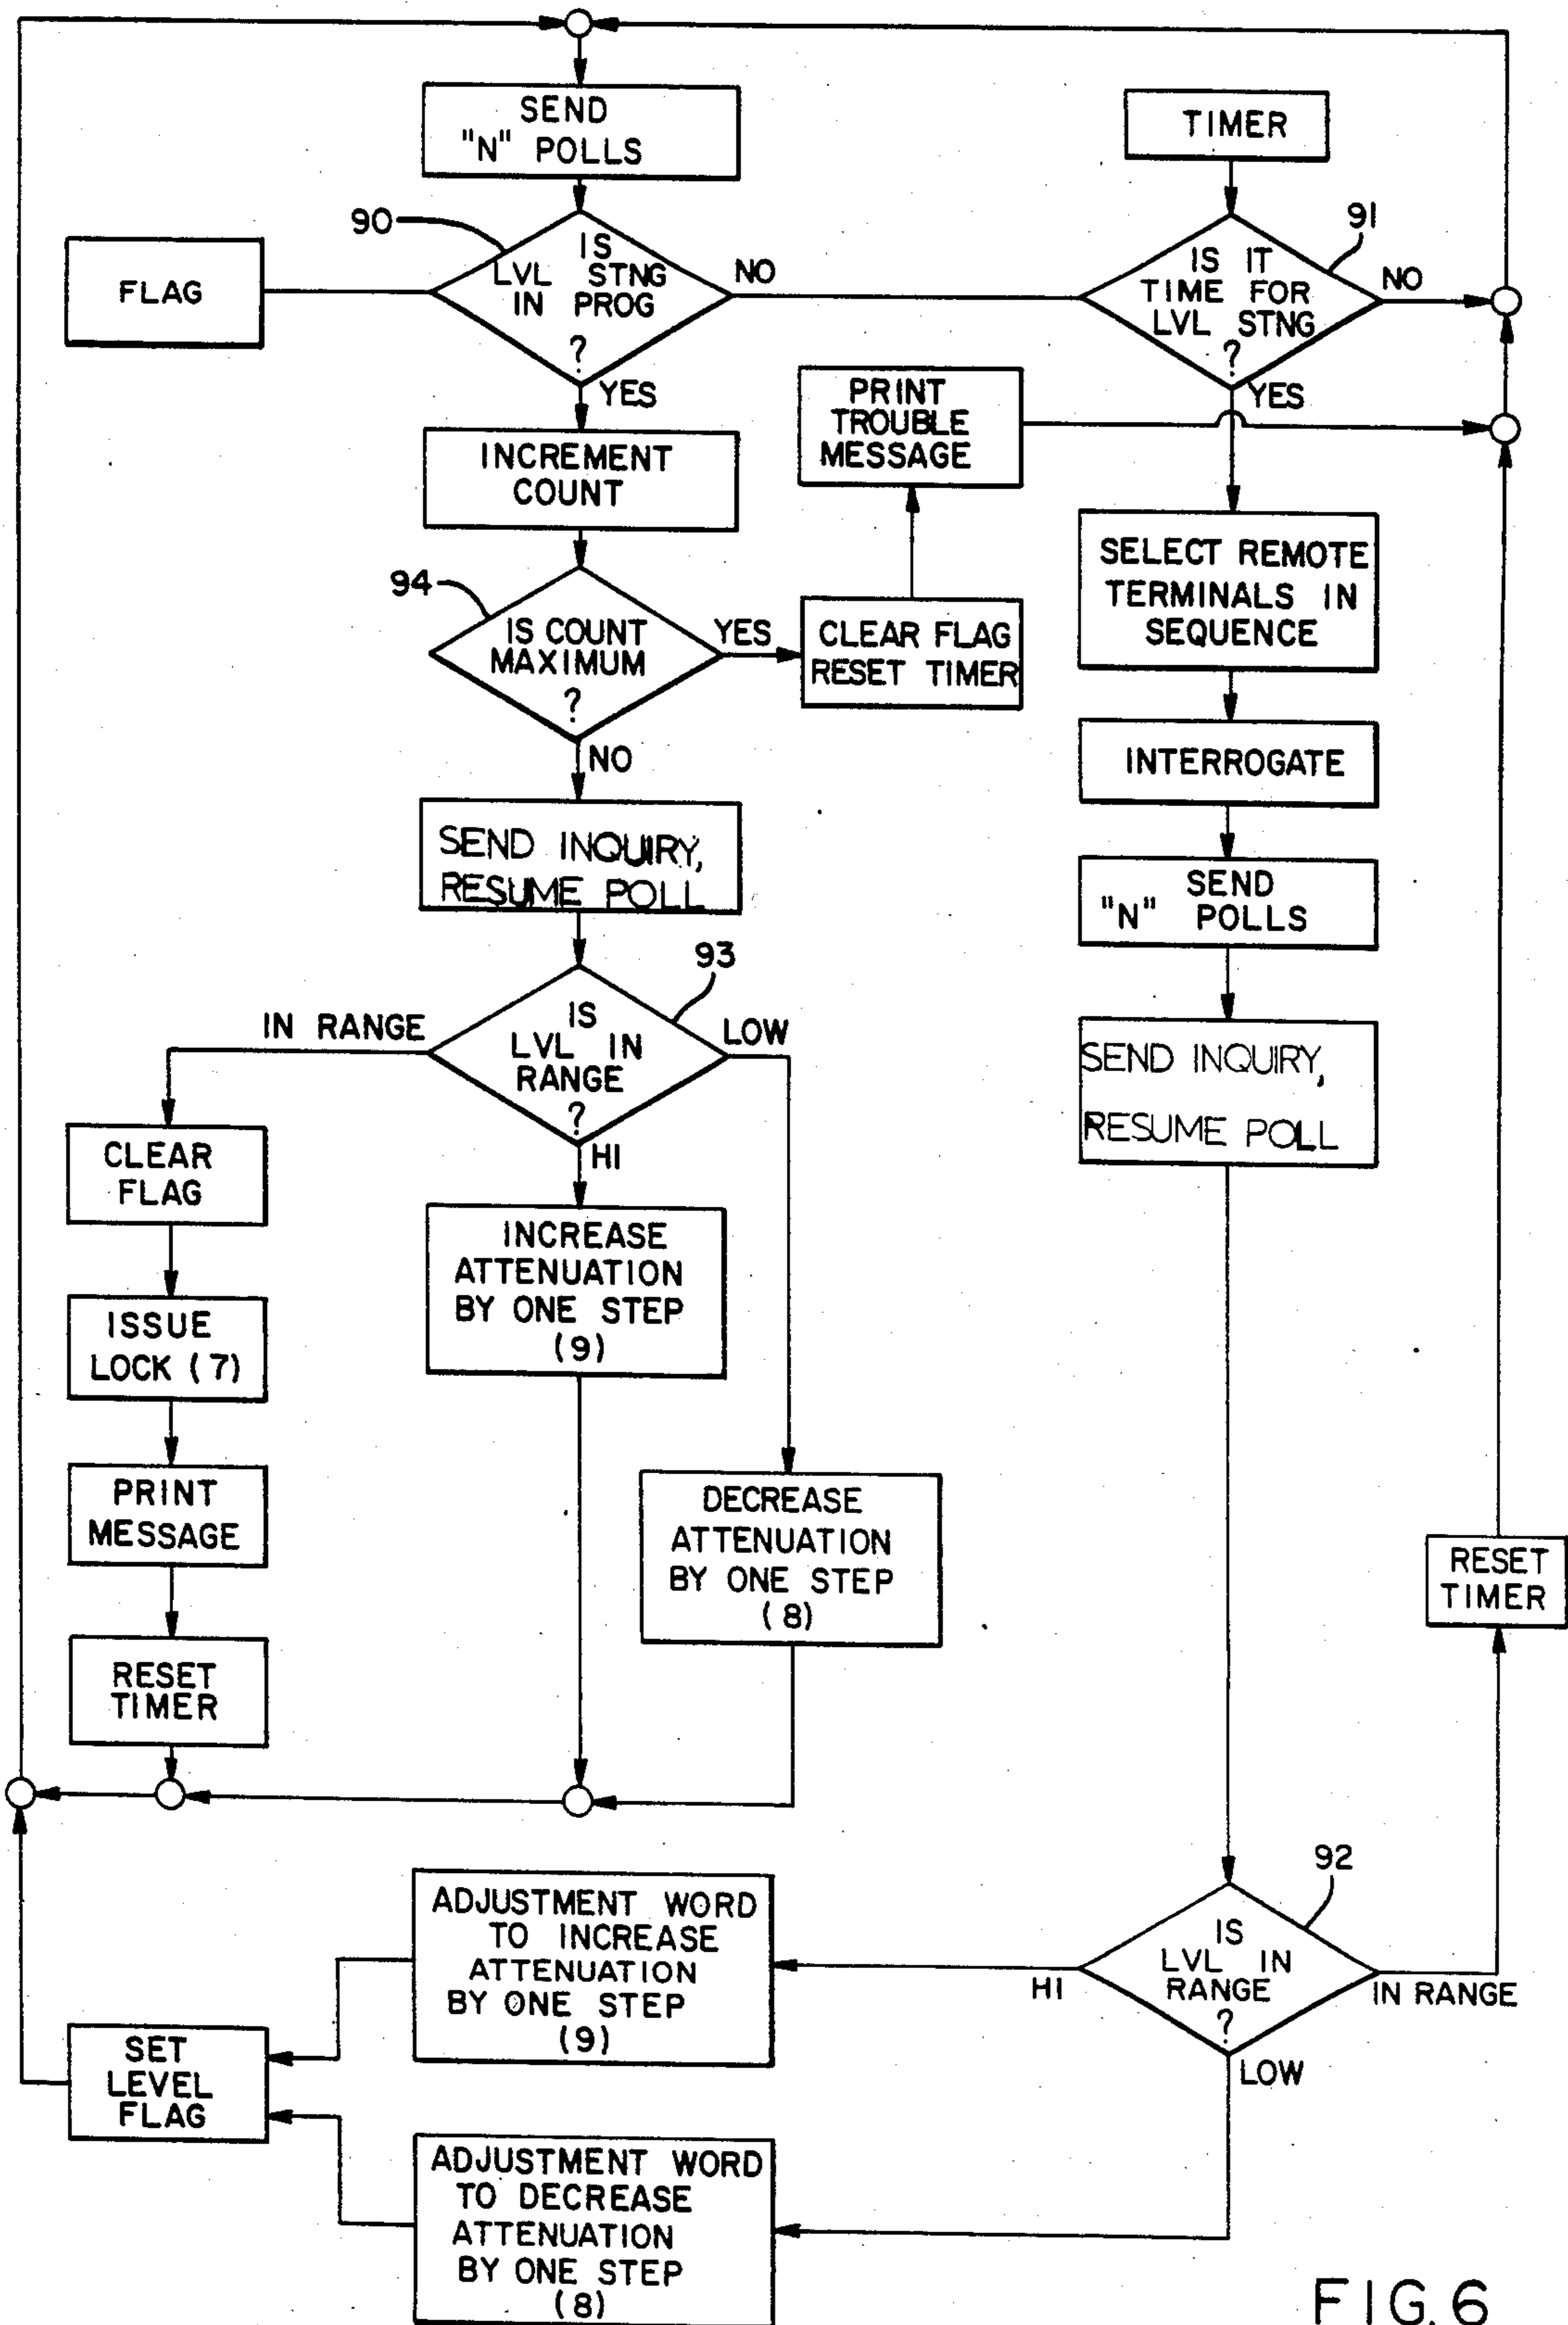 SEND
"N" POLLS
TIMER
90
91
FLAG
IS
LVL STNG
IN PROG
?
NO
IS IT
TIME FOR
LVL STNG
?
NO
YES
YES
PRINT
TROUBLE
MESSAGE
INCREMENT
COUNT
94
IS COUNT
MAXIMUM
?
YES
CLEAR FLAG
RESET TIMER
SELECT REMOTE
TERMINALS IN
SEQUENCE
NO
INTERROGATE
SEND INQUIRY,
RESUME POLL
SEND
"N" POLLS
93
IN RANGE
IS
LVL IN
RANGE
?
LOW
HI
SEND INQUIRY,
RESUME POLL
CLEAR
FLAG
INCREASE
ATTENUATION
BY ONE STEP
(9)
ISSUE
LOCK (7)
PRINT
MESSAGE
DECREASE
ATTENUATION
BY ONE STEP
(8)
RESET
TIMER
RESET
TIMER
92
ADJUSTMENT WORD
TO INCREASE
ATTENUATION
BY ONE STEP
(9)
HI
IS
LVL IN
RANGE
?
IN RANGE
LOW
SET
LEVEL
FLAG
ADJUSTMENT WORD
TO DECREASE
ATTENUATION
BY ONE STEP
(8)
FIG. 6